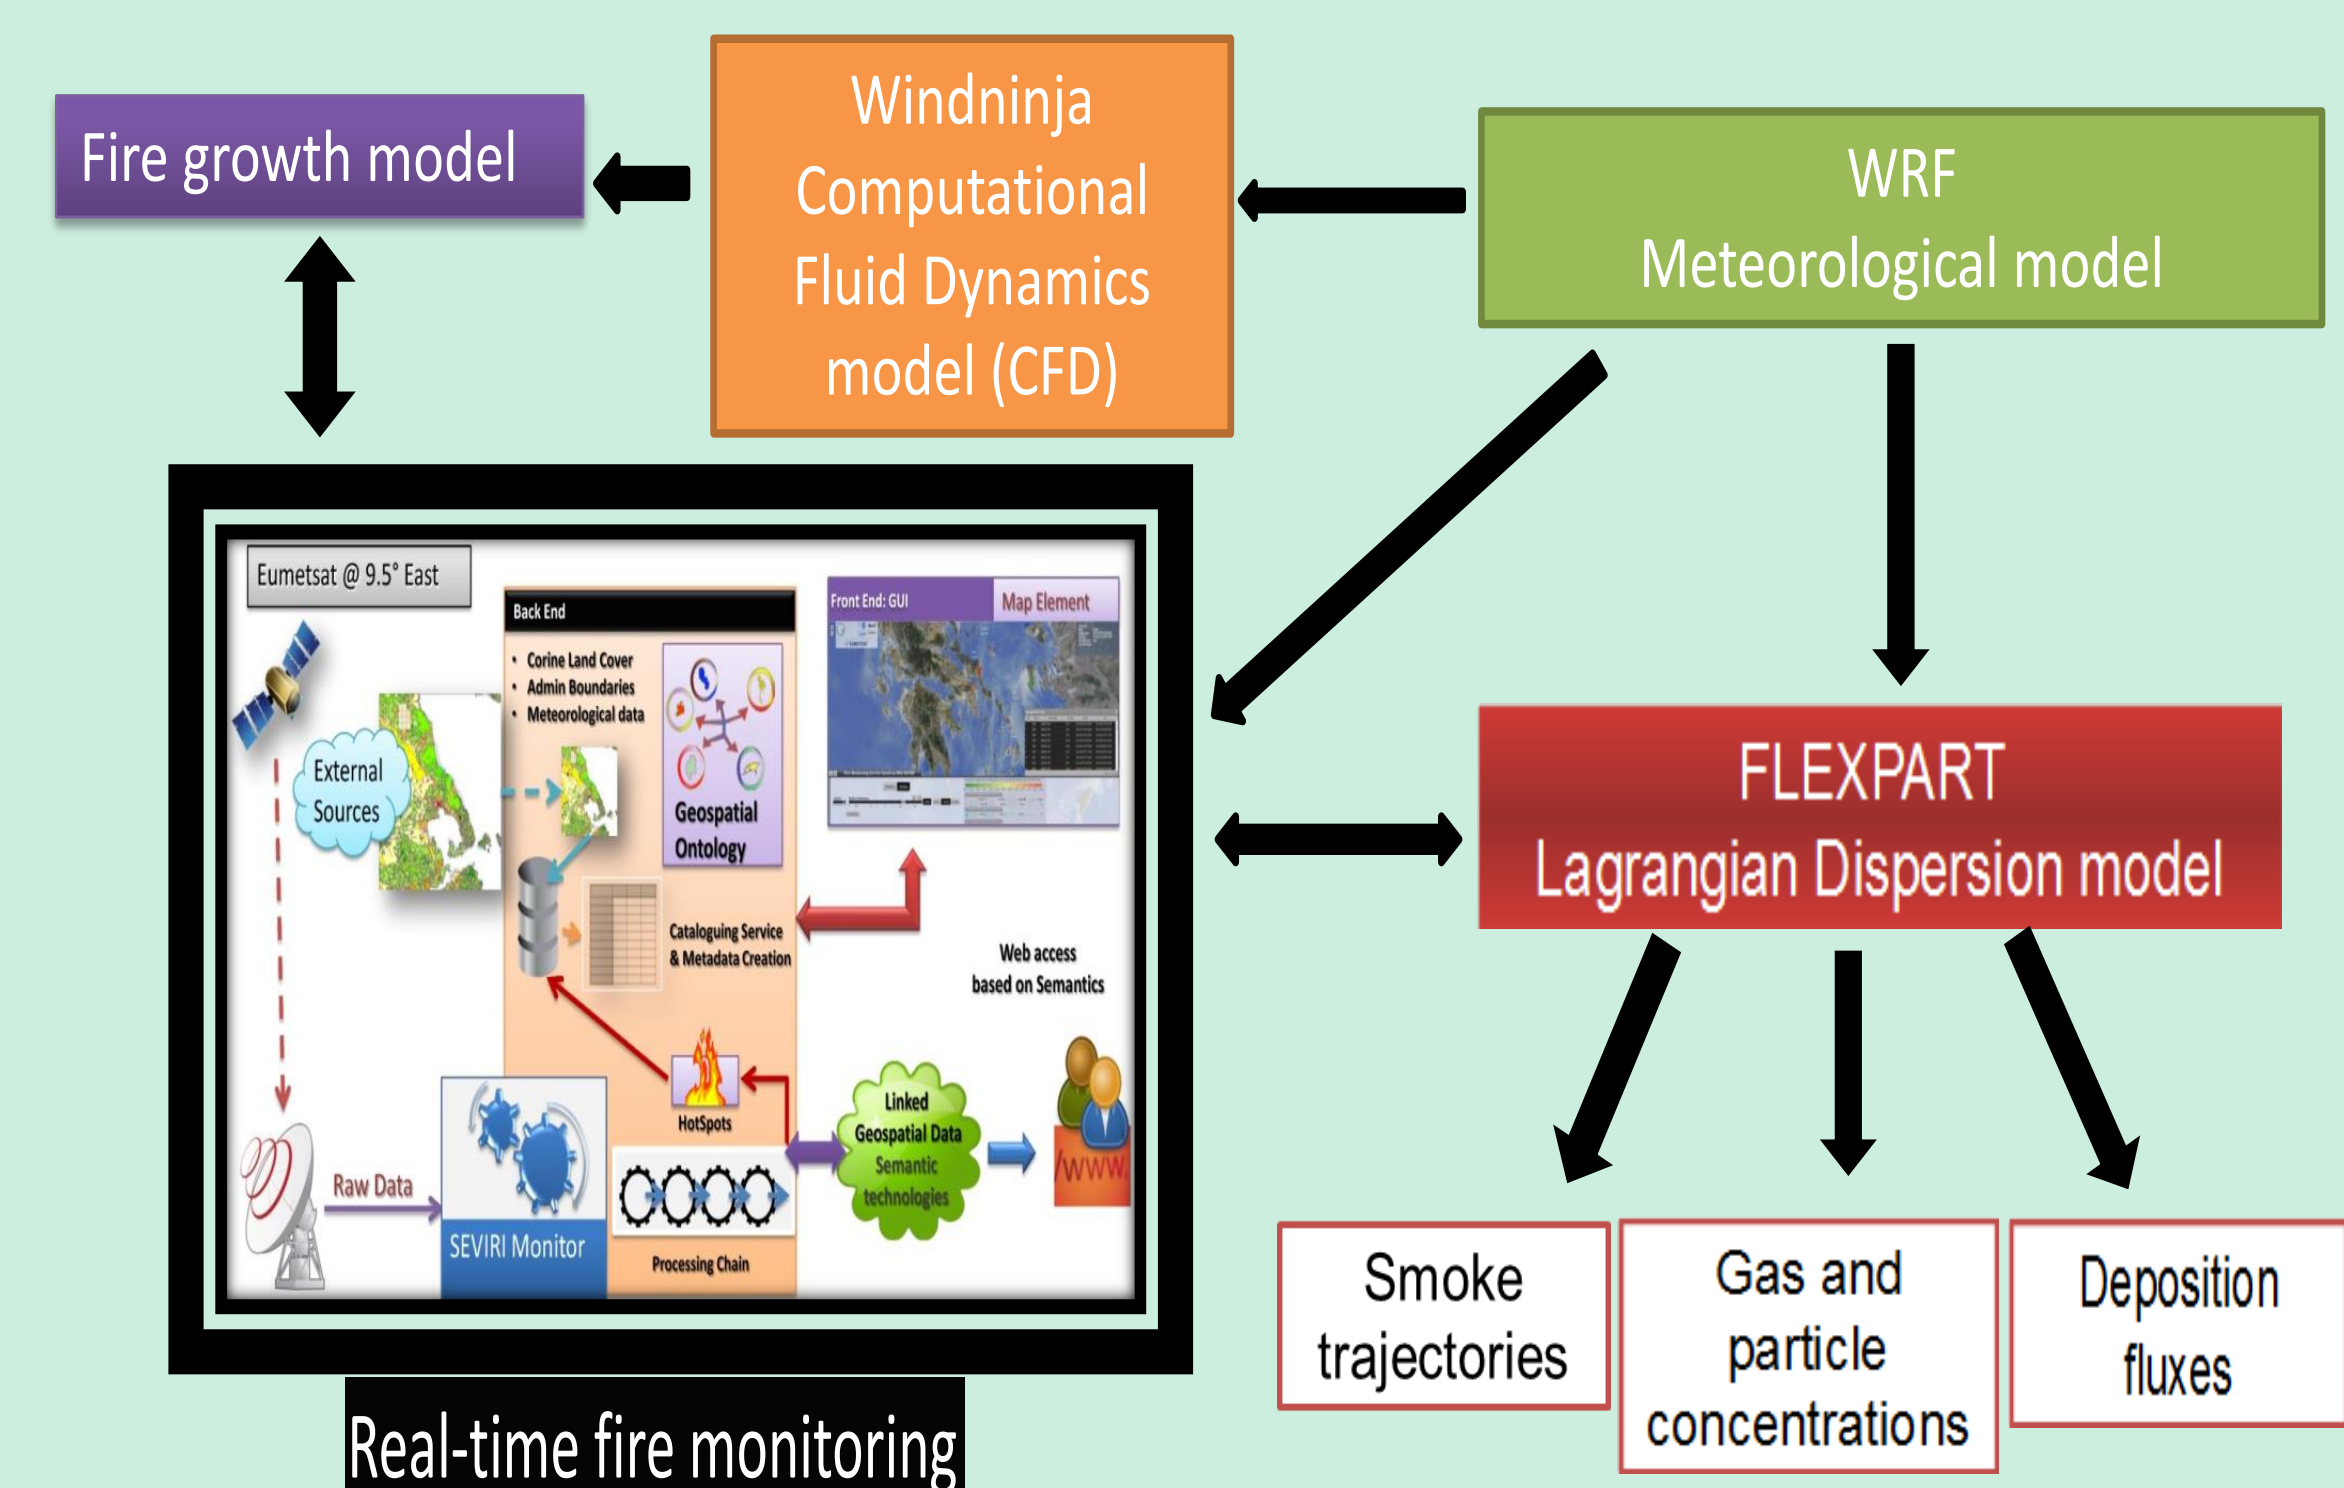 Fire growth model
Windninja
Computational
Fluid Dynamics
model (CFD)
WRF
Meteorological model
Eumetsat @ 9.5° East
Back End
• Corine Land Cover
• Admin Boundaries
• Meteorological data
Front End: GUI
Map Element
External
Sources
Geospatial
Ontology
Cataloguing Service
& Metadata Creation
Web access
based on Semantics
HotSpots
Linked
Geospatial Data
Semantic
technologies
/www.
Raw Data
SEVIRI Monitor
Processing Chain
Real-time fire monitoring
FLEXPART
Lagrangian Dispersion model
Smoke
trajectories
Gas and
particle
concentrations
Deposition
fluxes